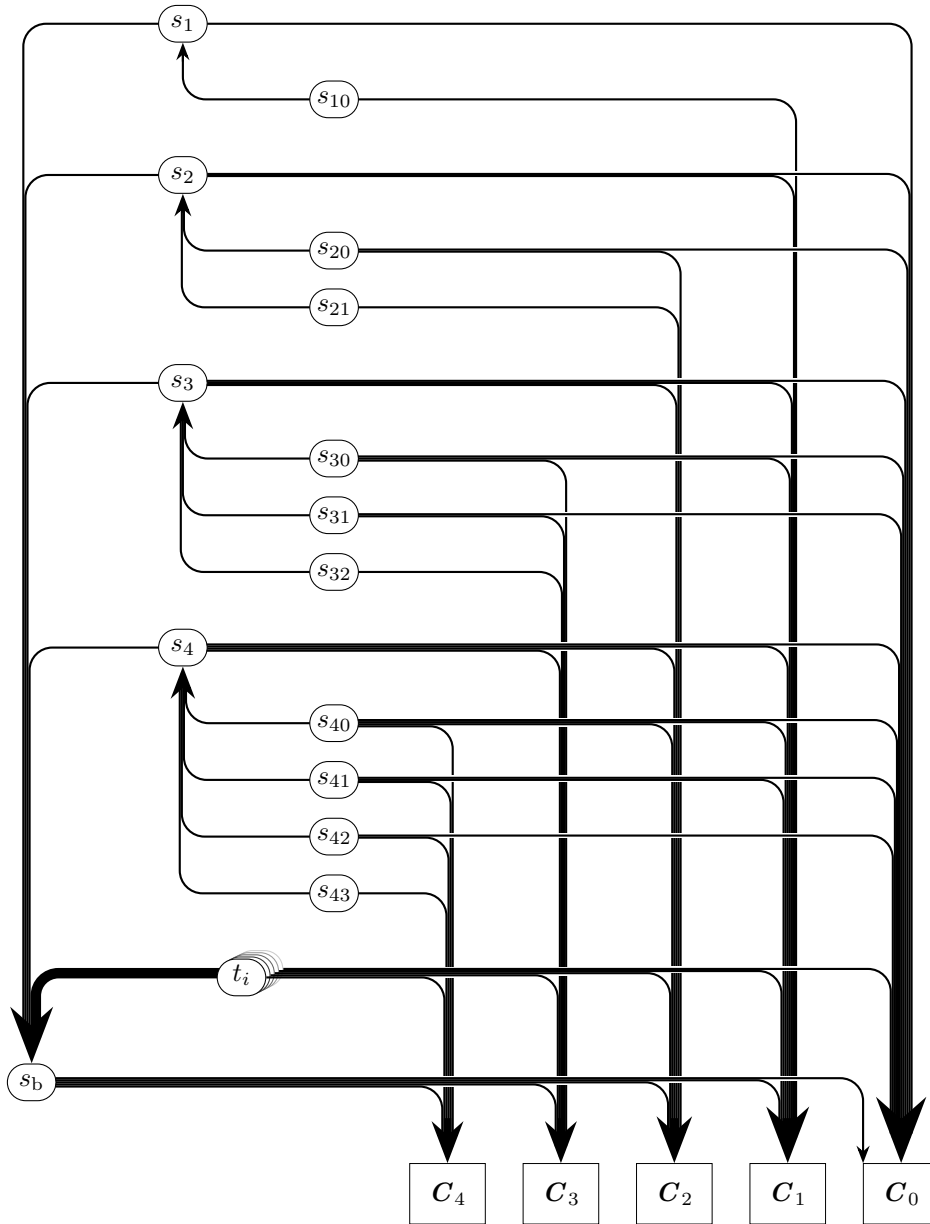 s₁
s₁₀
s₂
s₂₀
s₂₁
s₃
s₃₀
s₃₁
s₃₂
s₄
s₄₀
s₄₁
s₄₂
s₄₃
tᵢ
s_b
C₄ C₃ C₂ C₁ C₀